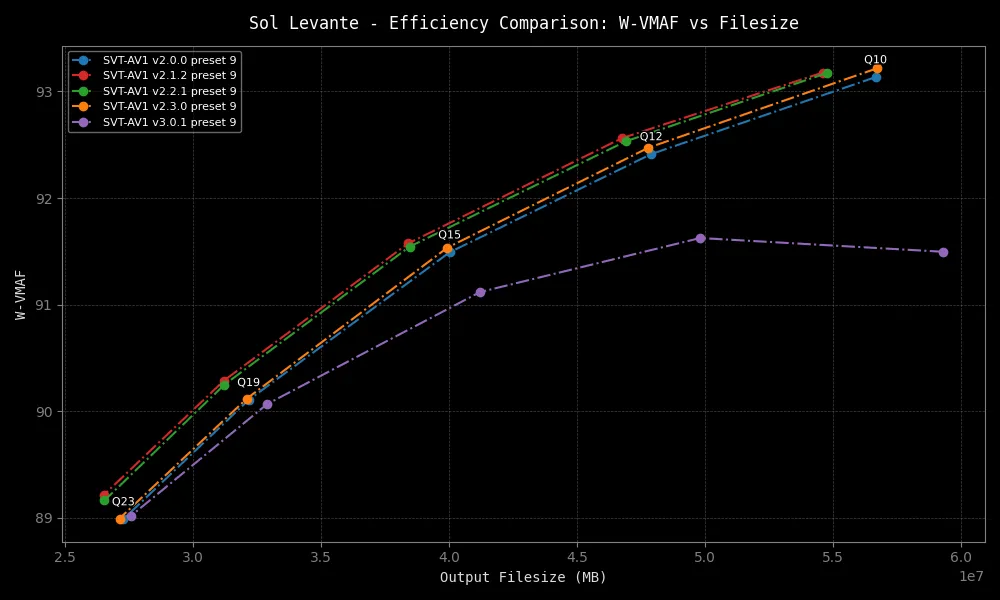 Sol Levante - Efficiency Comparison: W-VMAF vs Filesize
SVT-AV1 v2.0.0 preset 9
SVT-AV1 v2.1.2 preset 9
SVT-AV1 v2.2.1 preset 9
SVT-AV1 v2.3.0 preset 9
SVT-AV1 v3.0.1 preset 9
Q10
Q12
Q15
Q19
Q23
W-VMAF
93
92
91
90
89
2.5 3.0 3.5 4.0 4.5 5.0 5.5 6.0
1e7
Output Filesize (MB)